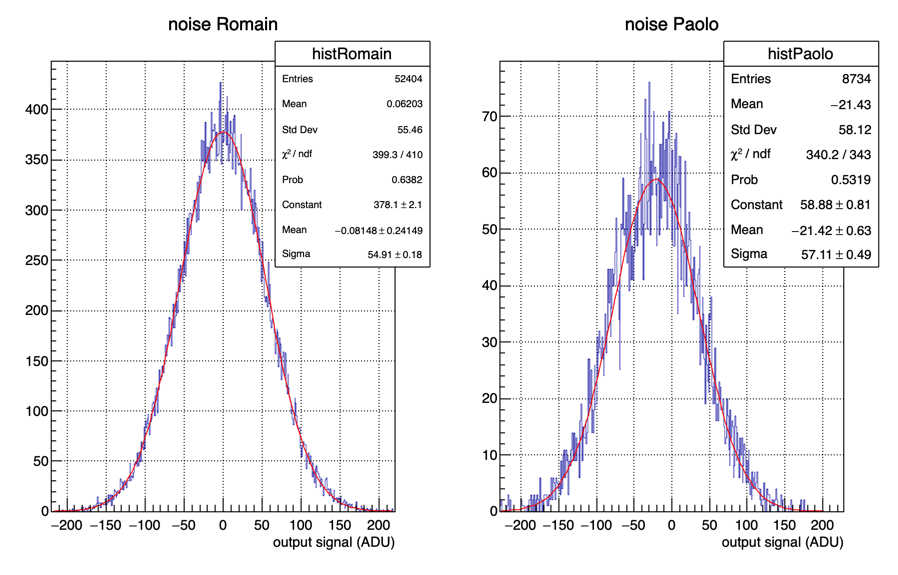 noise Romain
histRomain
Entries 52404
Mean 0.06203
Std Dev 55.46
χ² / ndf 399.3 / 410
Prob 0.6382
Constant 378.1 ± 2.1
Mean −0.08148 ± 0.24149
Sigma 54.91 ± 0.18
400
350
300
250
200
150
100
50
0
−200 −150 −100 −50 0 50 100 150 200
output signal (ADU)
noise Paolo
histPaolo
Entries 8734
Mean −21.43
Std Dev 58.12
χ² / ndf 340.2 / 343
Prob 0.5319
Constant 58.88 ± 0.81
Mean −21.42 ± 0.63
Sigma 57.11 ± 0.49
70
60
50
40
30
20
10
0
−200 −150 −100 −50 0 50 100 150 200
output signal (ADU)